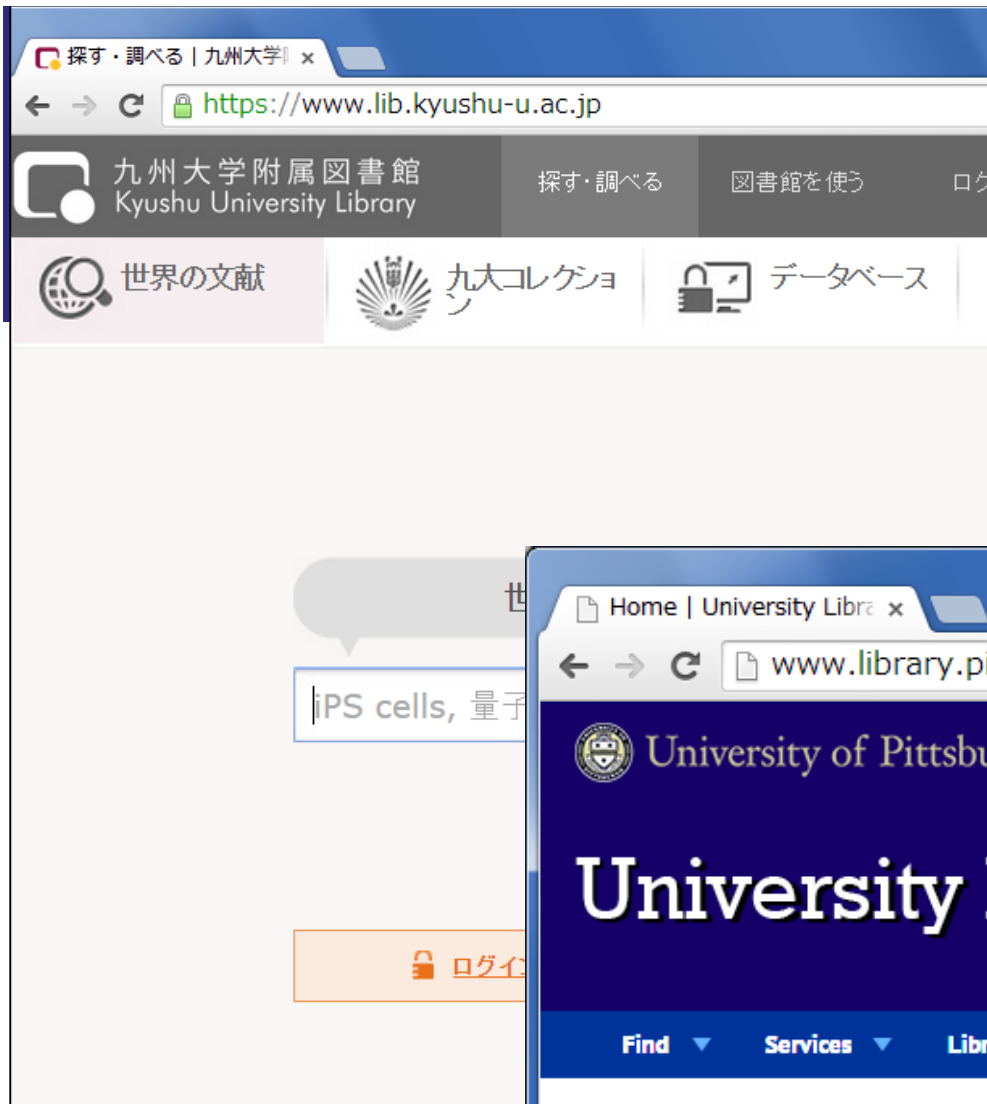 探す・調べる | 九州大学
https://www.lib.kyushu-u.ac.jp
九州大学附属図書館
Kyushu University Library
探す・調べる
図書館を使う
ログ
世界の文献
九大コレクショ
ン
データベース
世
iPS cells, 量子
ログイン
Home | University Libra
www.library.pi
University of Pittsbu
University
Find
Services
Libr